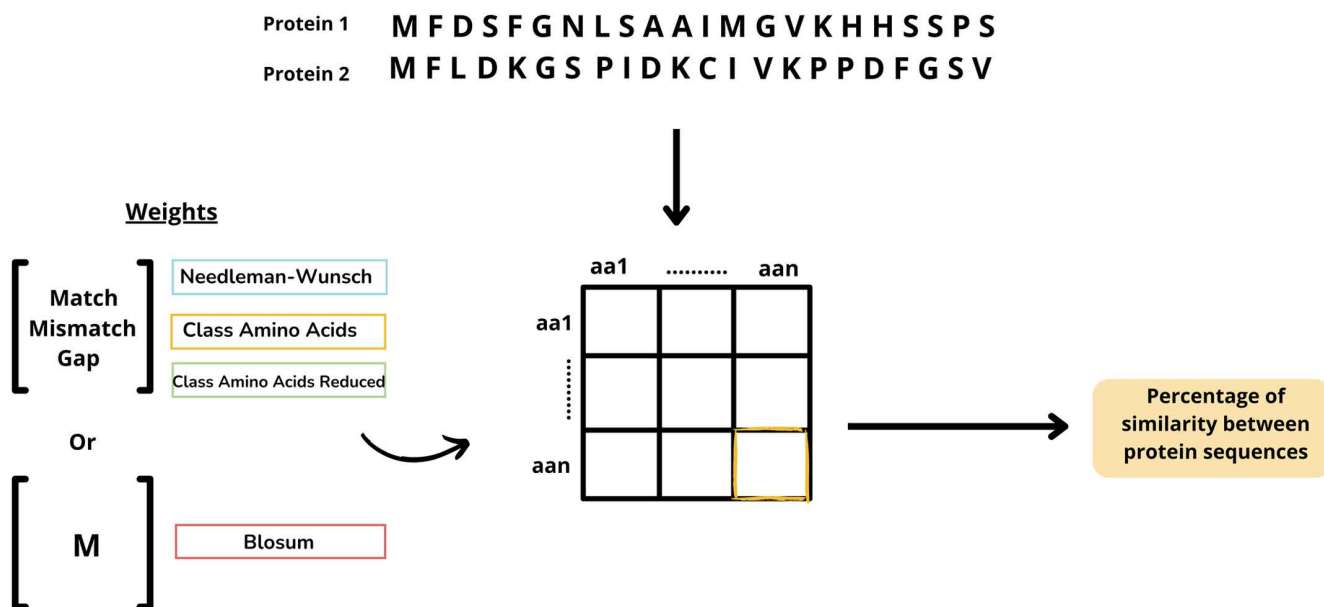 Protein 1 M F D S F G N L S A A I M G V K H H S S P S
Protein 2 M F L D K G S P I D K C I V K P P D F G S V
Weights
Match
Mismatch
Gap
Needleman-Wunsch
Class Amino Acids
Class Amino Acids Reduced
Or
M
Blosum
aa1 .......... aan
aa1
.........
aan
Percentage of
similarity between
protein sequences